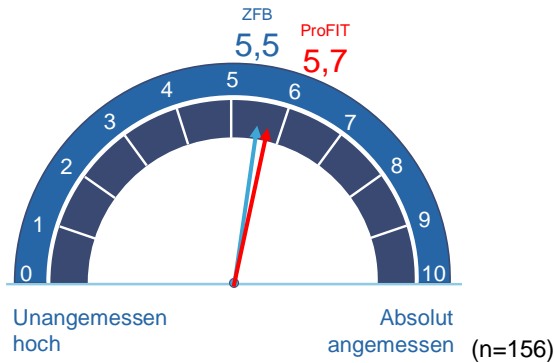 ZFB
5,5
ProFIT
5,7
0
1
2
3
4
5
6
7
8
9
10
Unangemessen
hoch
Absolut
angemessen
(n=156)